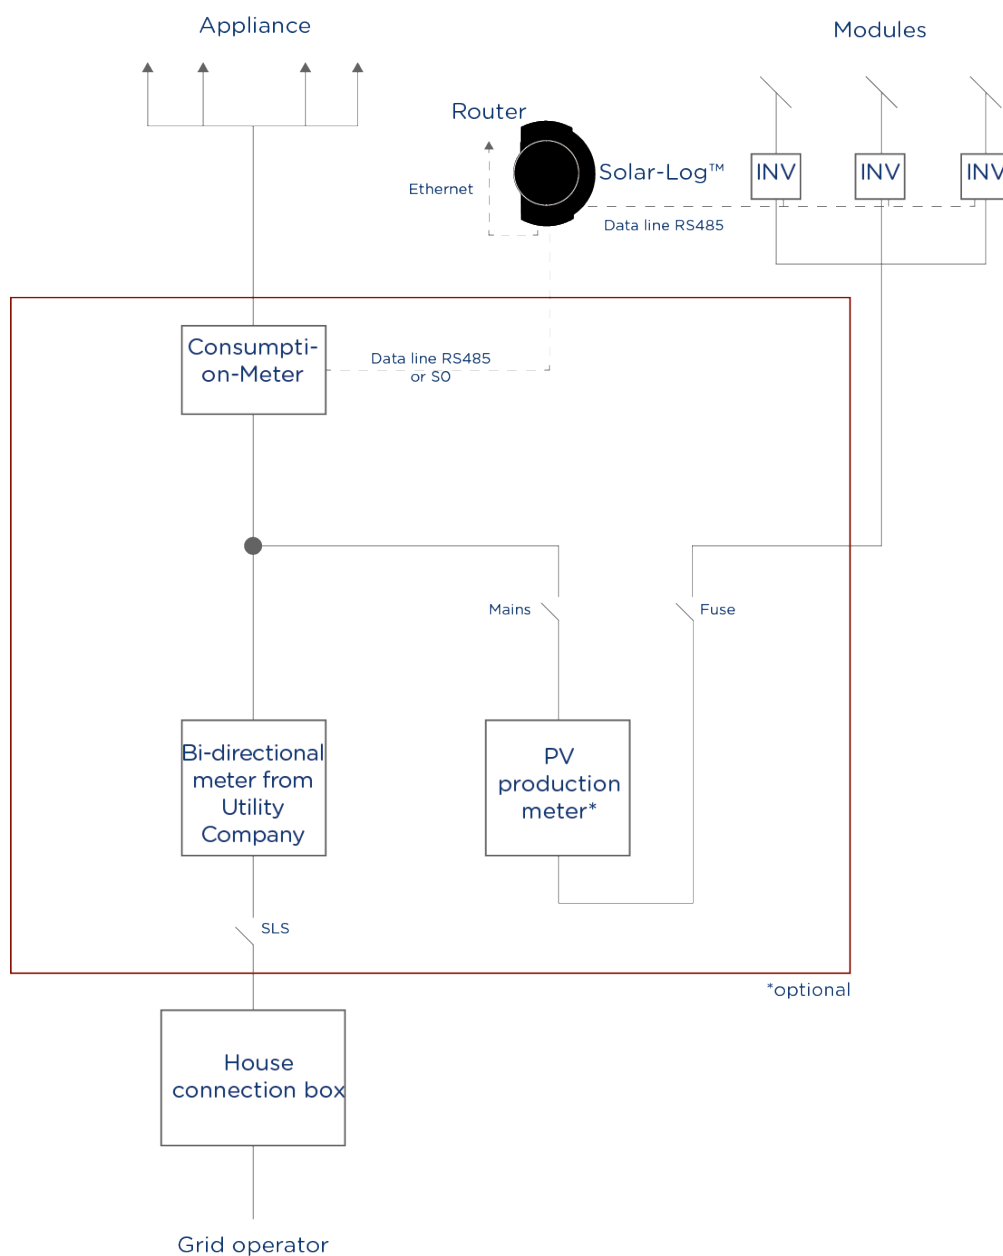 Appliance
Modules
Router
Solar-Log™
INV
INV
INV
Ethernet
Data line RS485
Consumpti-
on-Meter
Data line RS485
or S0
Mains
Fuse
Bi-directional
meter from
Utility
Company
PV
production
meter*
SLS
*optional
House
connection box
Grid operator